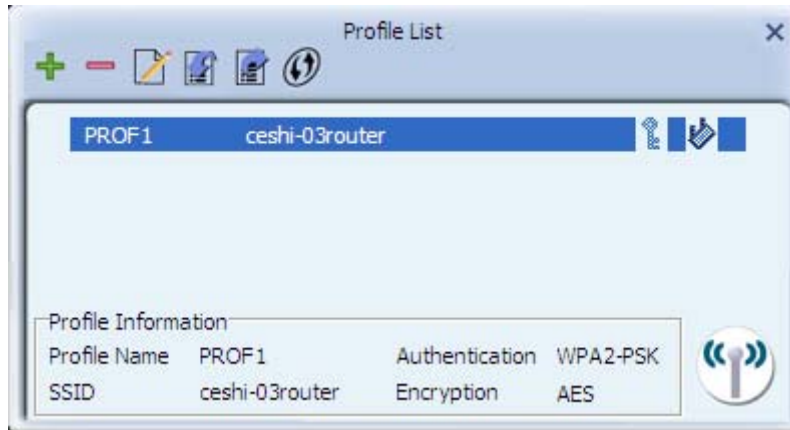 Profile List
PROF1 ceshi-03router
Profile Information
Profile Name PROF1 Authentication WPA2-PSK
SSID ceshi-03router Encryption AES